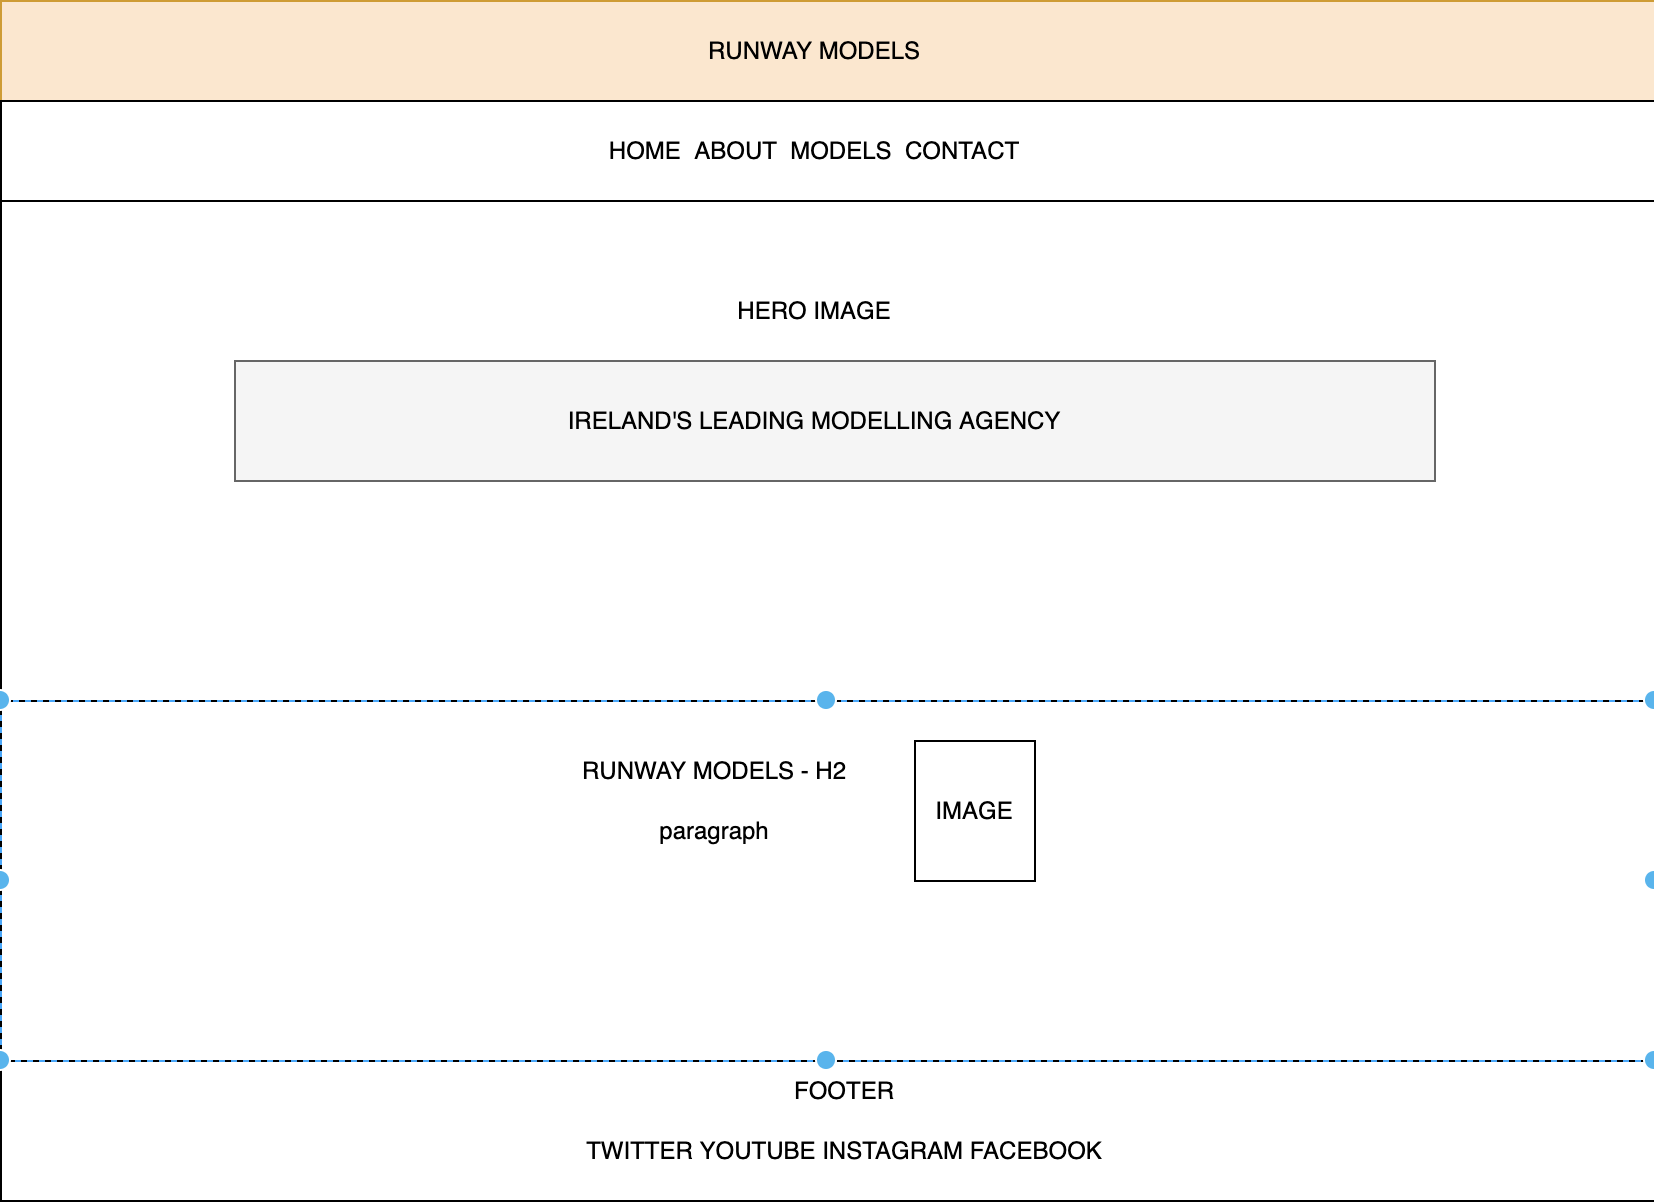 RUNWAY MODELS
HOME ABOUT MODELS CONTACT
HERO IMAGE
IRELAND'S LEADING MODELLING AGENCY
RUNWAY MODELS - H2
paragraph
IMAGE
FOOTER
TWITTER YOUTUBE INSTAGRAM FACEBOOK